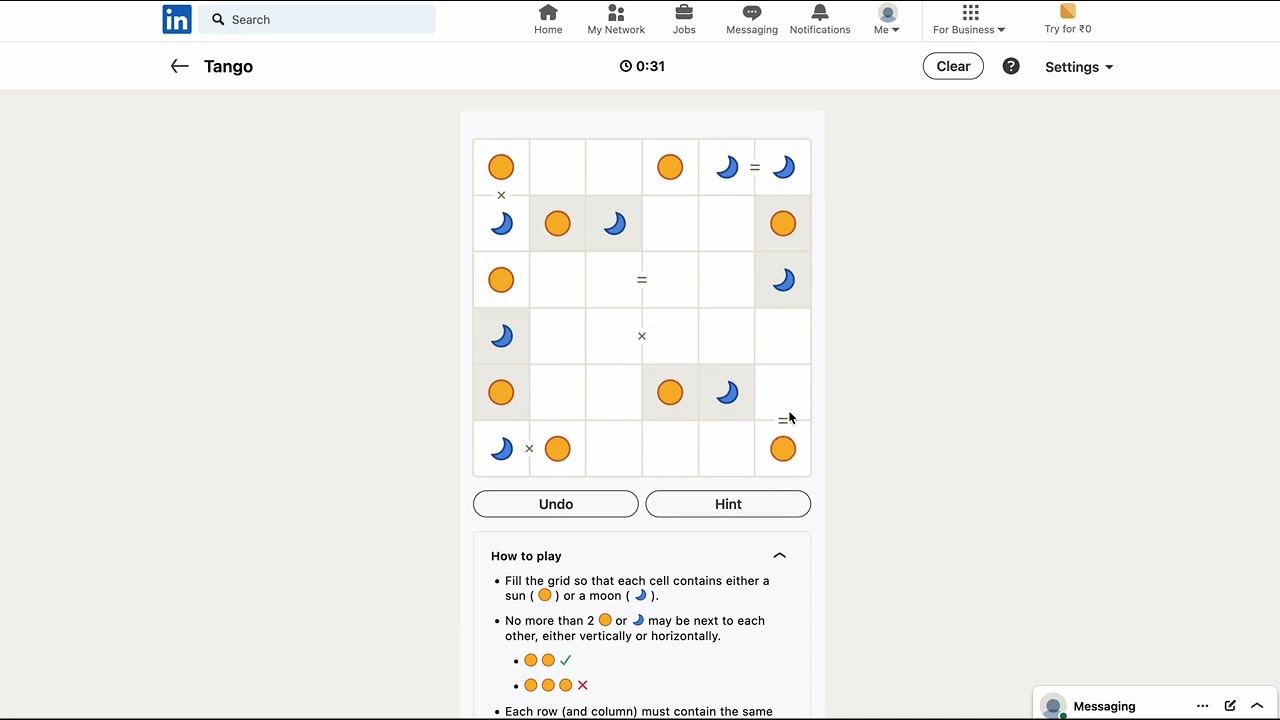 in
Search
Home
My Network
Jobs
Messaging
Notifications
Me
For Business
Try for ₹0
Tango
0:31
Clear
?
Settings
=
×
=
×
=
×
Undo
Hint
How to play
• Fill the grid so that each cell contains either a
sun ( ) or a moon ( ).
• No more than 2 or may be next to each
other, either vertically or horizontally.
• Each row (and column) must contain the same
Messaging